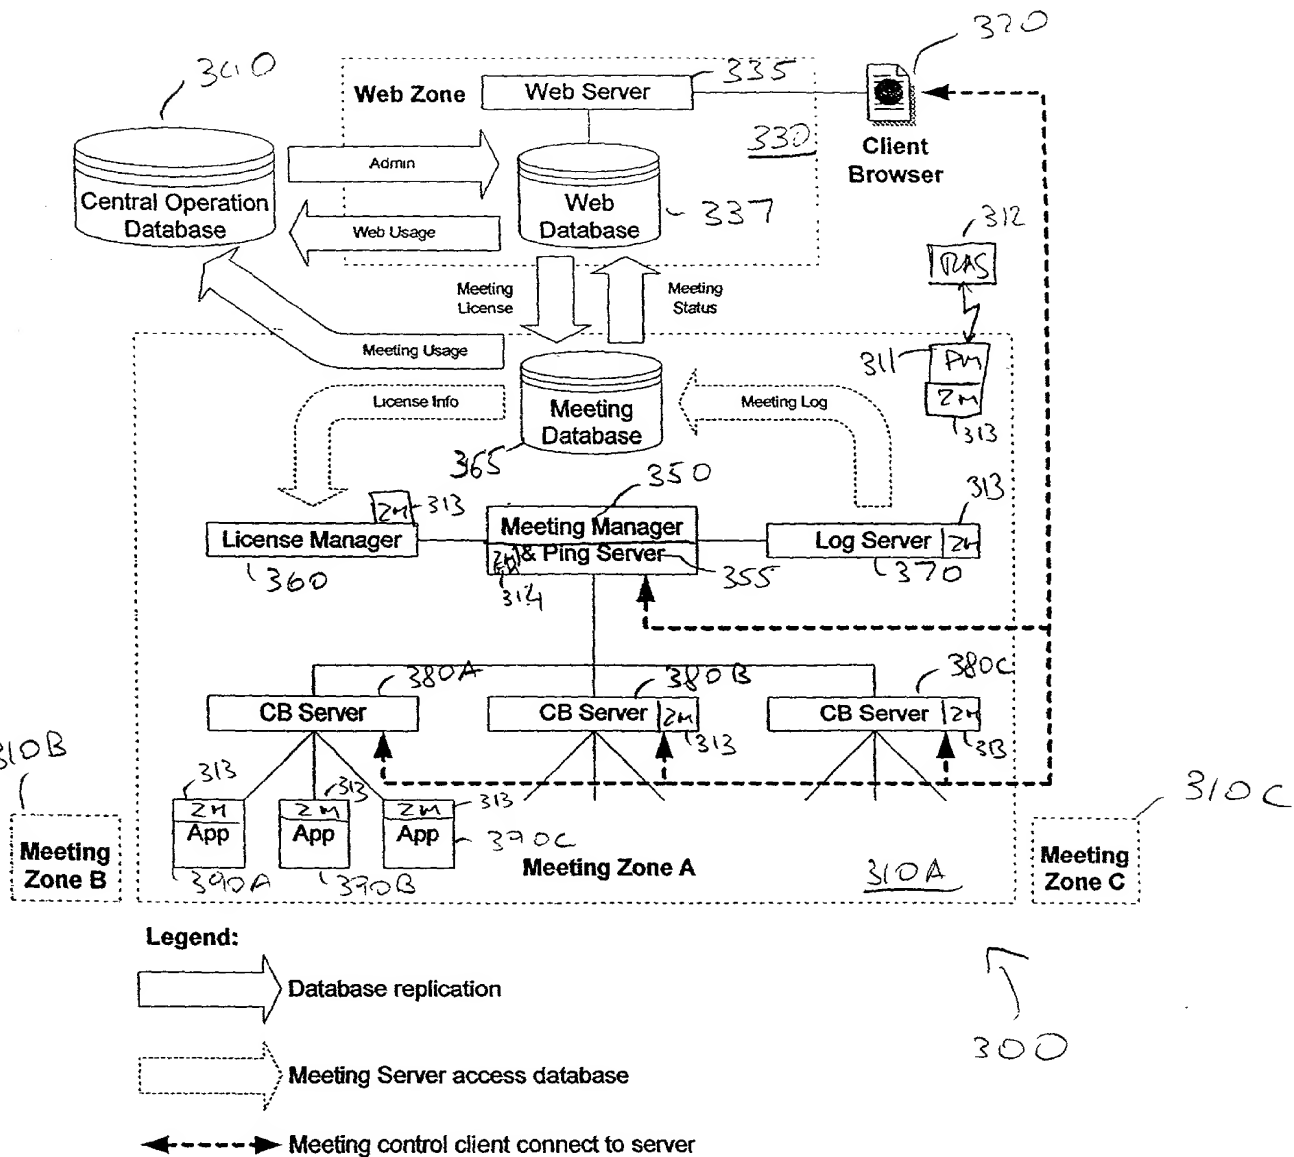 320
340
335
Web Zone
Web Server
330
Client
Browser
Admin
Central Operation
Database
Web
Database
337
Web Usage
312
RAS
Meeting
License
Meeting
Status
Meeting Usage
311
PM
ZM
313
License Info
Meeting
Database
Meeting Log
365
350
ZM
313
313
License Manager
Meeting Manager
& Ping Server
Log Server
ZM
360
314
355
370
380A
380B
380C
CB Server
CB Server
ZM
CB Server
ZM
313
313
310B
313
313
313
310C
ZM
App
ZM
App
ZM
App
390C
Meeting
Zone B
390A
390B
Meeting Zone A
310A
Meeting
Zone C
Legend:
Database replication
300
Meeting Server access database
Meeting control client connect to server